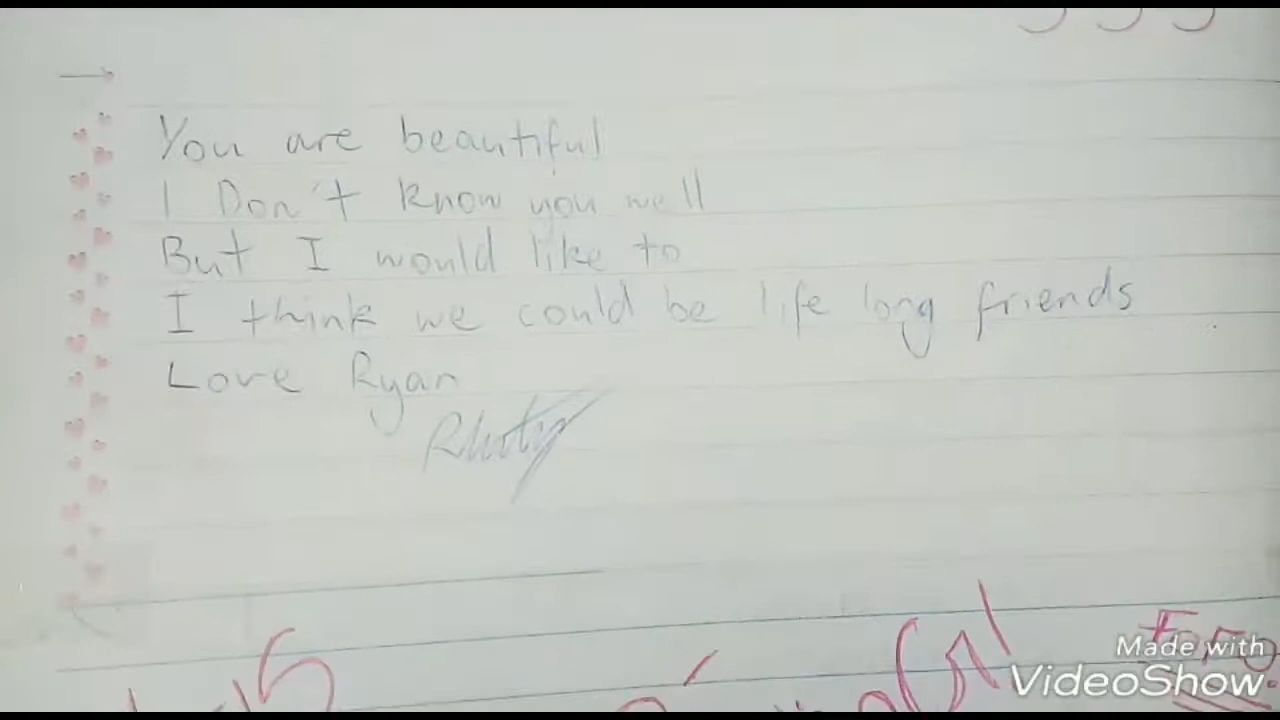 You are beautiful
I Don't know you well
But I would like to
I think we could be life long friends
Love Ryan
Made with
VideoShow